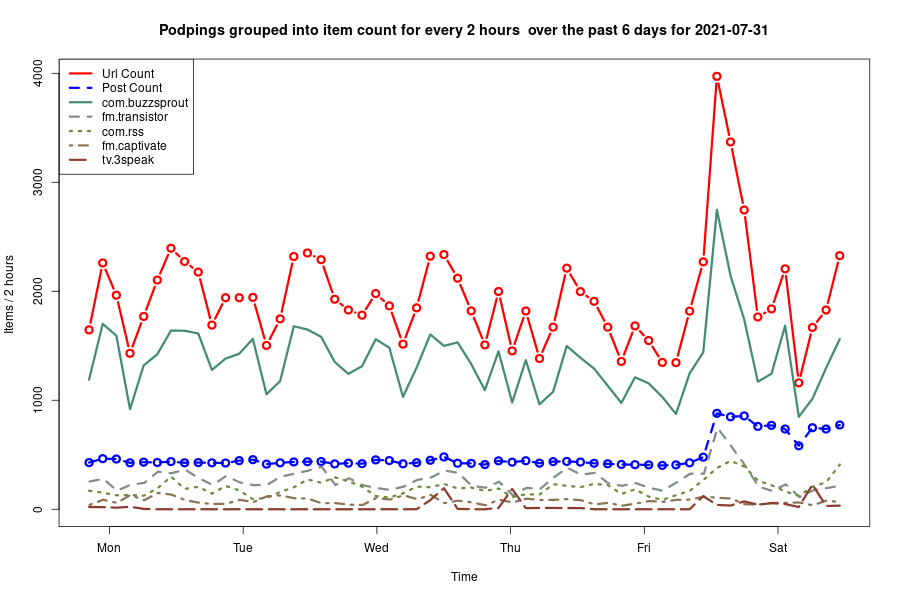 Podpings grouped into item count for every 2 hours  over the past 6 days for 2021-07-31
Url Count
Post Count
com.buzzsprout
fm.transistor
com.rss
fm.captivate
tv.3speak
Items / 2 hours
4000
3000
2000
1000
0
Mon Tue Wed Thu Fri Sat
Time